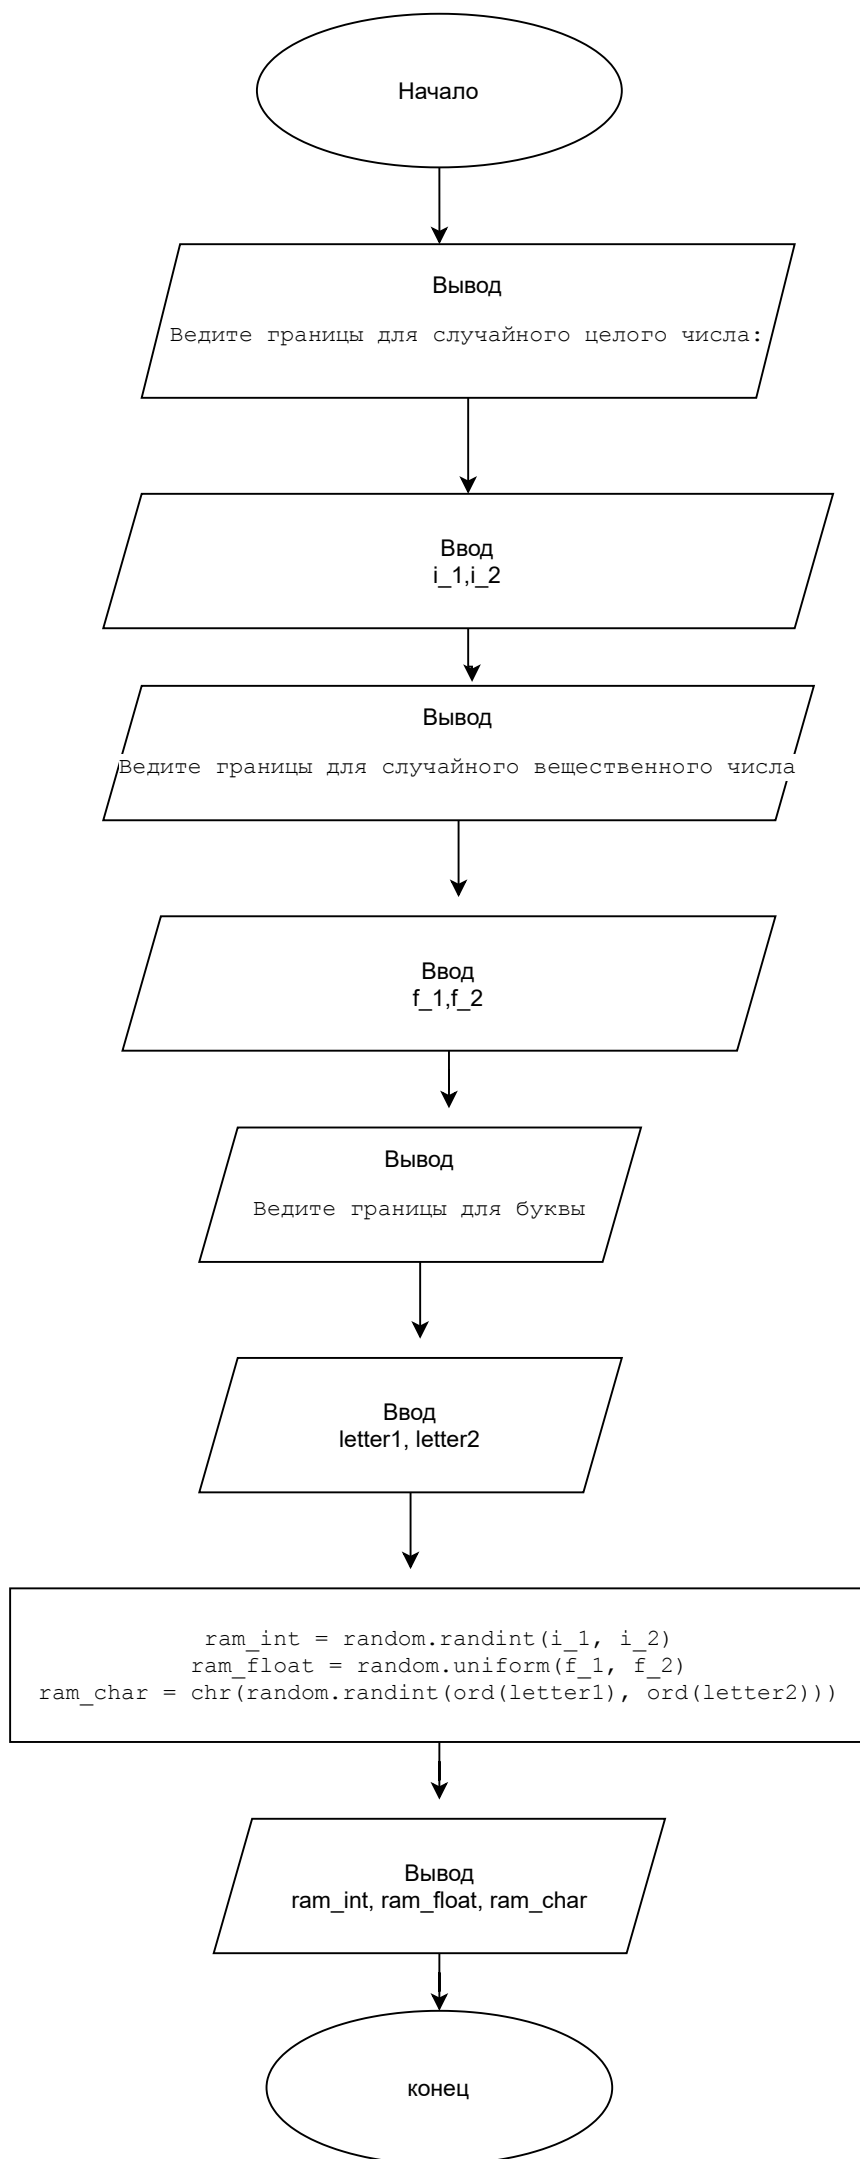 Начало
Вывод
Ведите границы для случайного целого числа:
Ввод
i_1,i_2
Вывод
Ведите границы для случайного вещественного числа
Ввод
f_1,f_2
Вывод
Ведите границы для буквы
Ввод
letter1, letter2
ram_int = random.randint(i_1, i_2)
ram_float = random.uniform(f_1, f_2)
ram_char = chr(random.randint(ord(letter1), ord(letter2)))
Вывод
ram_int, ram_float, ram_char
конец